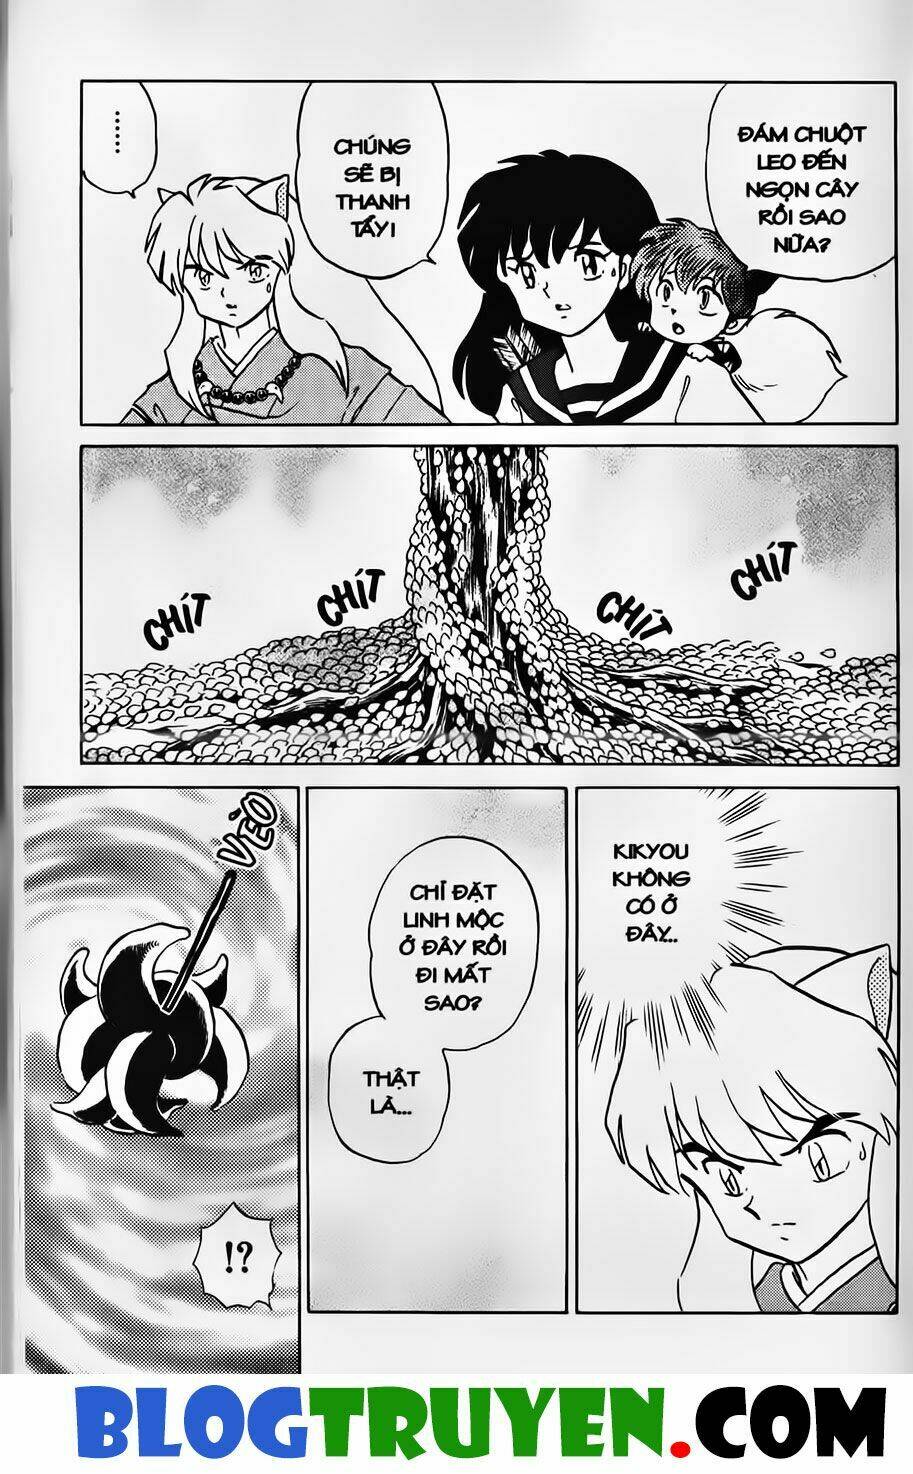 ĐÁM CHUỘT
LEO ĐẾN
NGỌN CÂY
RỒI SAO
NỮA?
CHÚNG
SẼ BỊ
THANH
TẨY!
........
CHÍT
CHÍT
CHÍT
CHÍT
KIKYOU
KHÔNG
CÓ Ở
ĐÂY...
CHỈ ĐẶT
LINH MỘC
Ở ĐÂY RỒI
ĐI MẤT
SAO?
THẬT
LÀ...
VÈO
!?
BLOGTRUYEN.COM